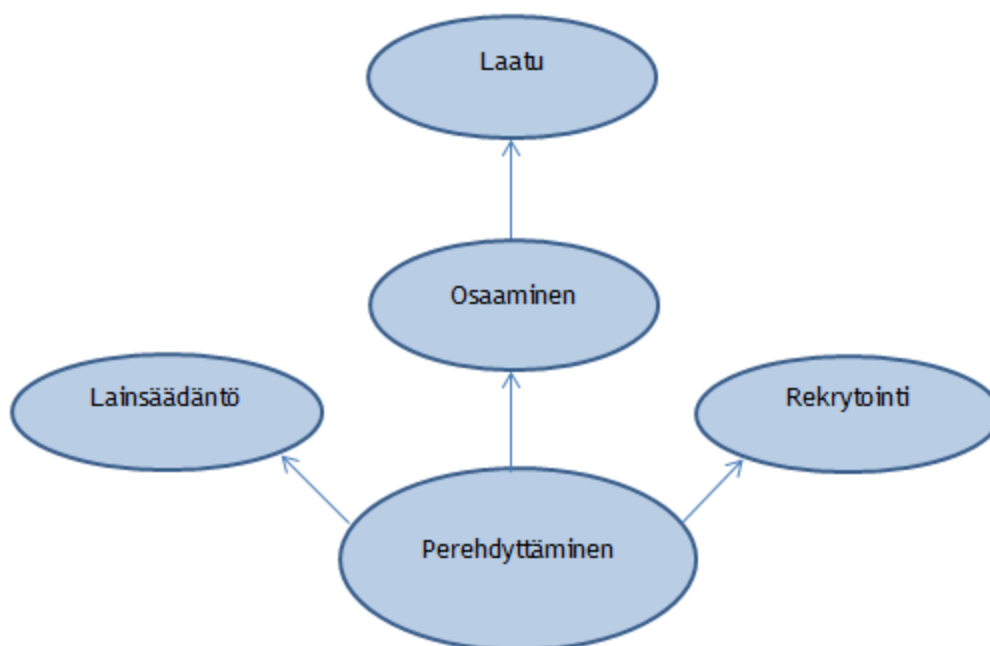 Laatu
Osaaminen
Lainsäädäntö
Rekrytointi
Perehdyttäminen